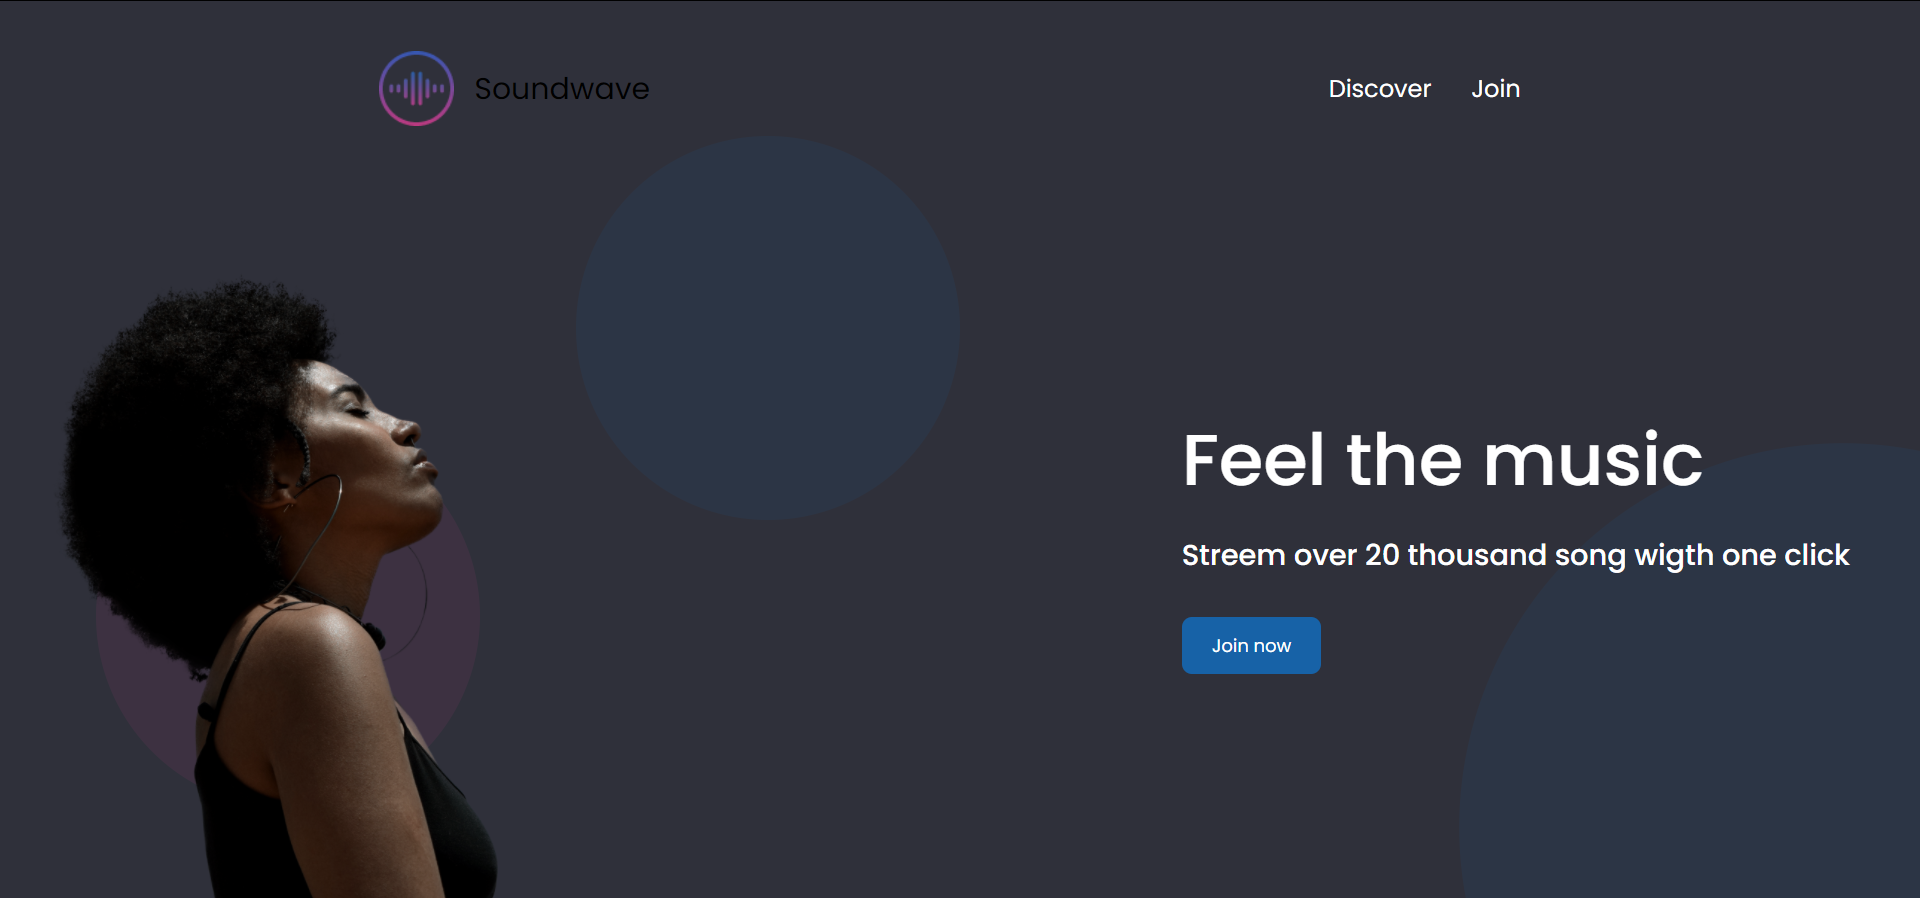 Soundwave
Discover Join
Feel the music
Streem over 20 thousand song wigth one click
Join now